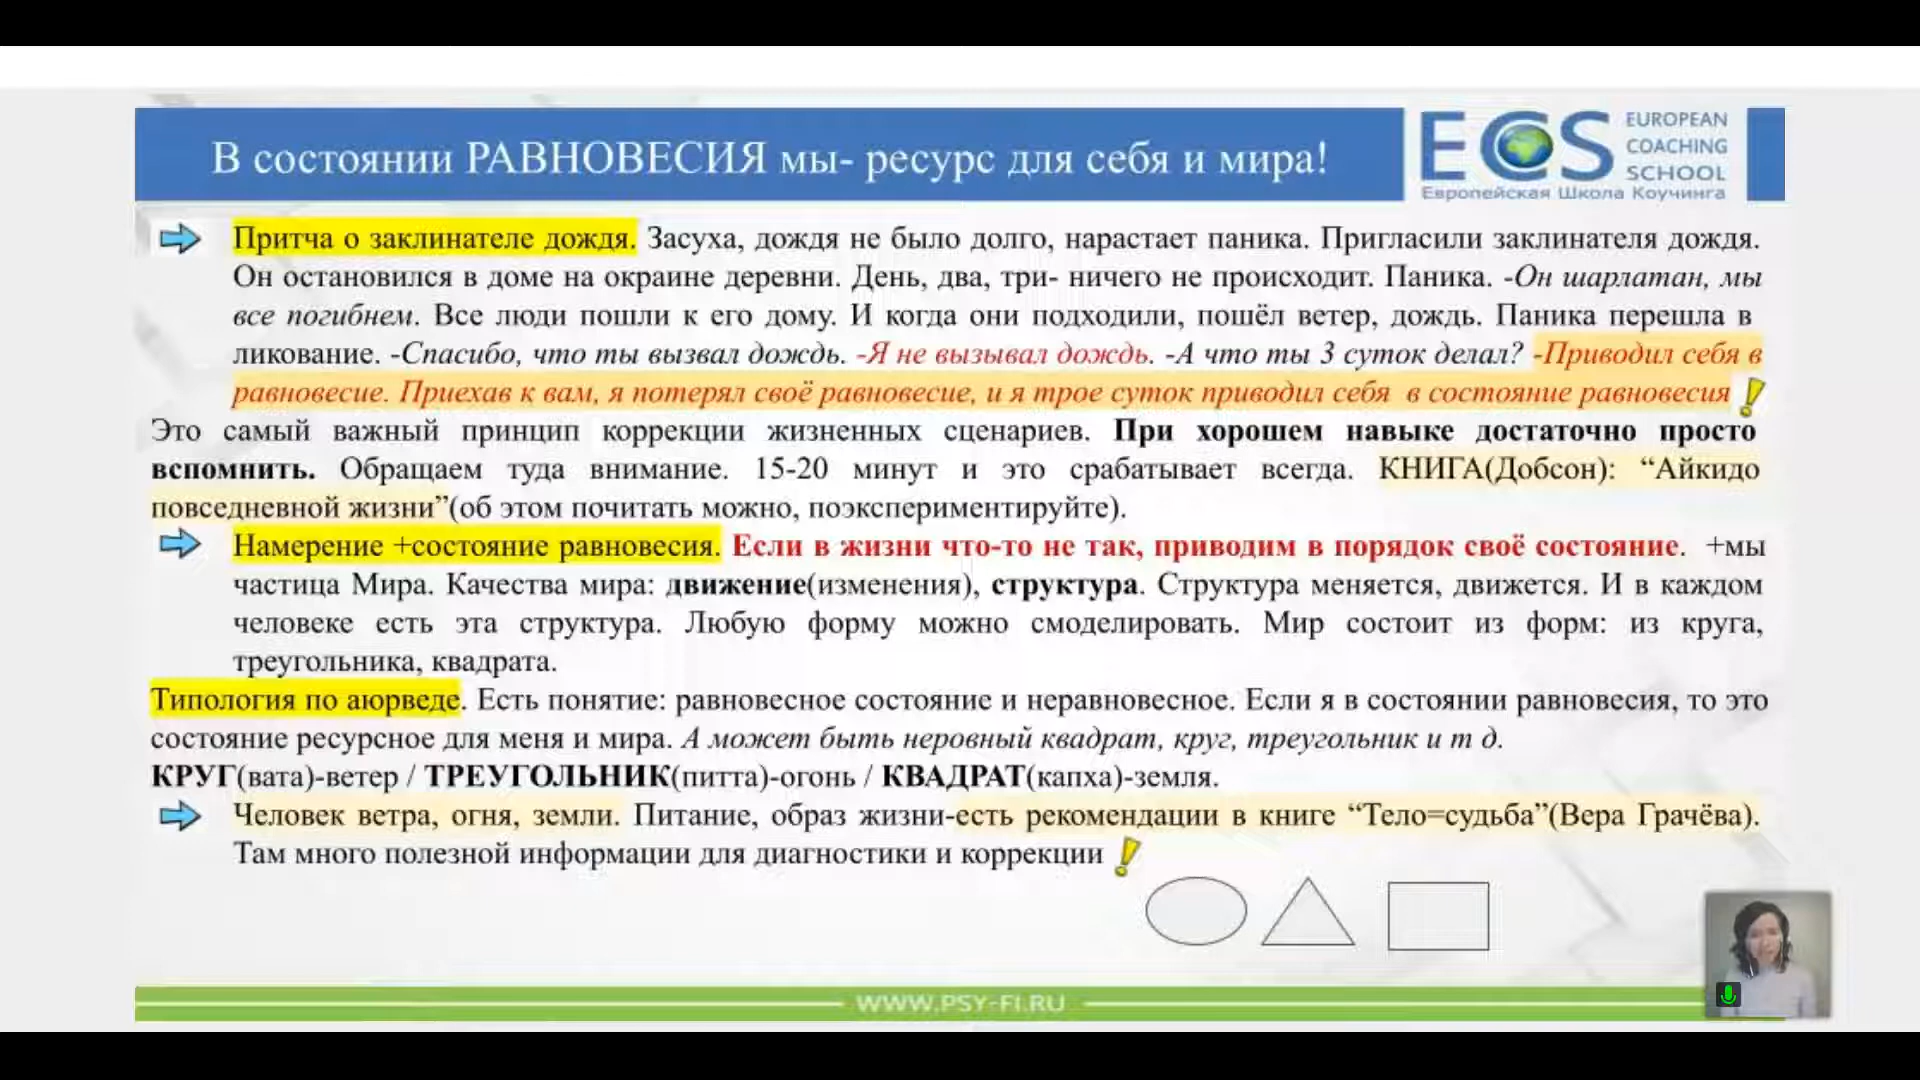 В состоянии РАВНОВЕСИЯ мы- ресурс для себя и мира!
ECS
EUROPEAN
COACHING
SCHOOL
Европейская Школа Коучинга
Притча о заклинателе дождя. Засуха, дождя не было долго, нарастает паника. Пригласили заклинателя дождя.
Он остановился в доме на окраине деревни. День, два, три- ничего не происходит. Паника. -Он шарлатан, мы
все погибнем. Все люди пошли к его дому. И когда они подходили, пошёл ветер, дождь. Паника перешла в
ликование. -Спасибо, что ты вызвал дождь. -Я не вызывал дождь. -А что ты 3 суток делал? -Приводил себя в
равновесие. Приехав к вам, я потерял своё равновесие, и я трое суток приводил себя в состояние равновесия
Это самый важный принцип коррекции жизненных сценариев. При хорошем навыке достаточно просто
вспомнить. Обращаем туда внимание. 15-20 минут и это срабатывает всегда. КНИГА(Добсон): “Айкидо
повседневной жизни”(об этом почитать можно, поэкспериментируйте).
Намерение +состояние равновесия. Если в жизни что-то не так, приводим в порядок своё состояние. +мы
частица Мира. Качества мира: движение(изменения), структура. Структура меняется, движется. И в каждом
человеке есть эта структура. Любую форму можно смоделировать. Мир состоит из форм: из круга,
треугольника, квадрата.
Типология по аюрведе. Есть понятие: равновесное состояние и неравновесное. Если я в состоянии равновесия, то это
состояние ресурсное для меня и мира. А может быть неровный квадрат, круг, треугольник и т д.
КРУГ(вата)-ветер / ТРЕУГОЛЬНИК(питта)-огонь / КВАДРАТ(капха)-земля.
Человек ветра, огня, земли. Питание, образ жизни-есть рекомендации в книге “Тело=судьба”(Вера Грачёва).
Там много полезной информации для диагностики и коррекции
WWW.PSY-FI.RU